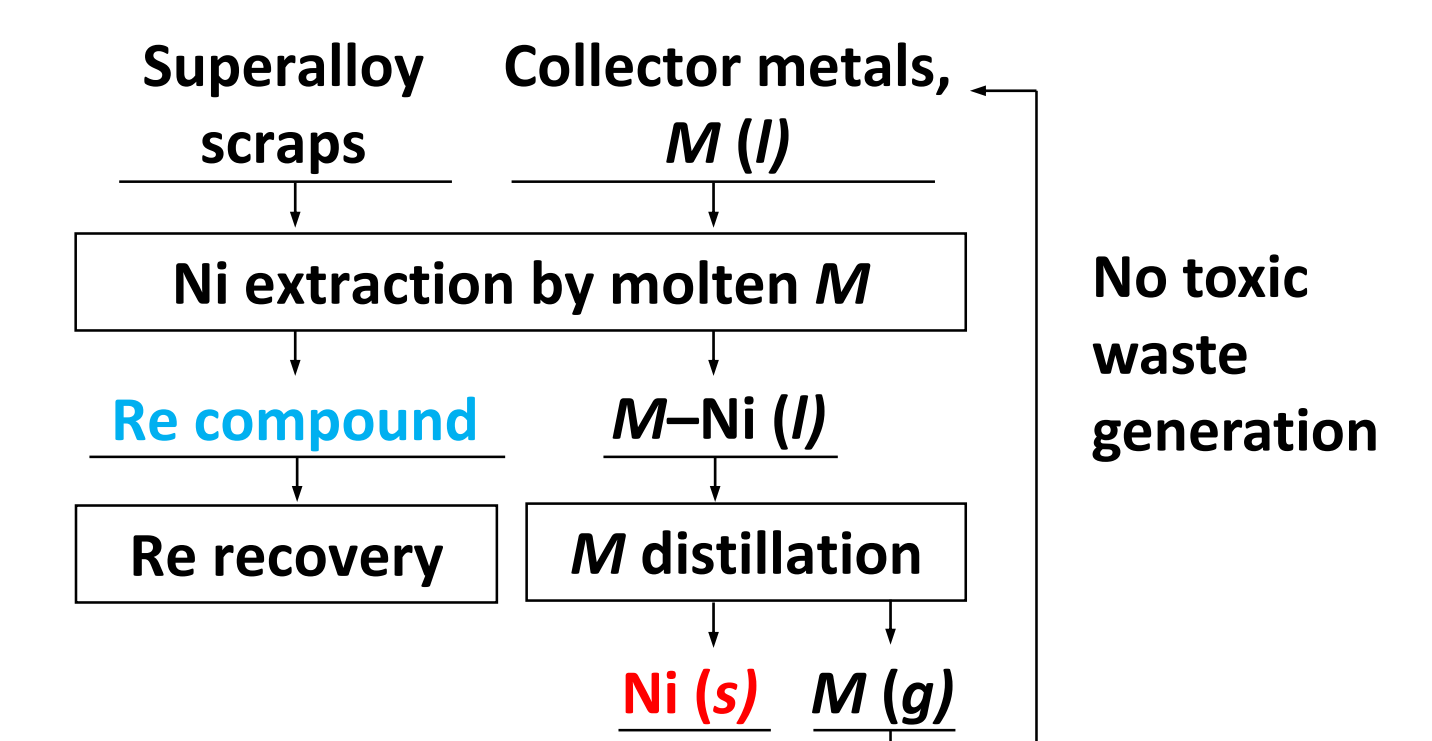 Superalloy
scraps
Collector metals,
M (l)
Ni extraction by molten M
Re compound
M–Ni (l)
Re recovery
M distillation
Ni (s)
M (g)
No toxic
waste
generation